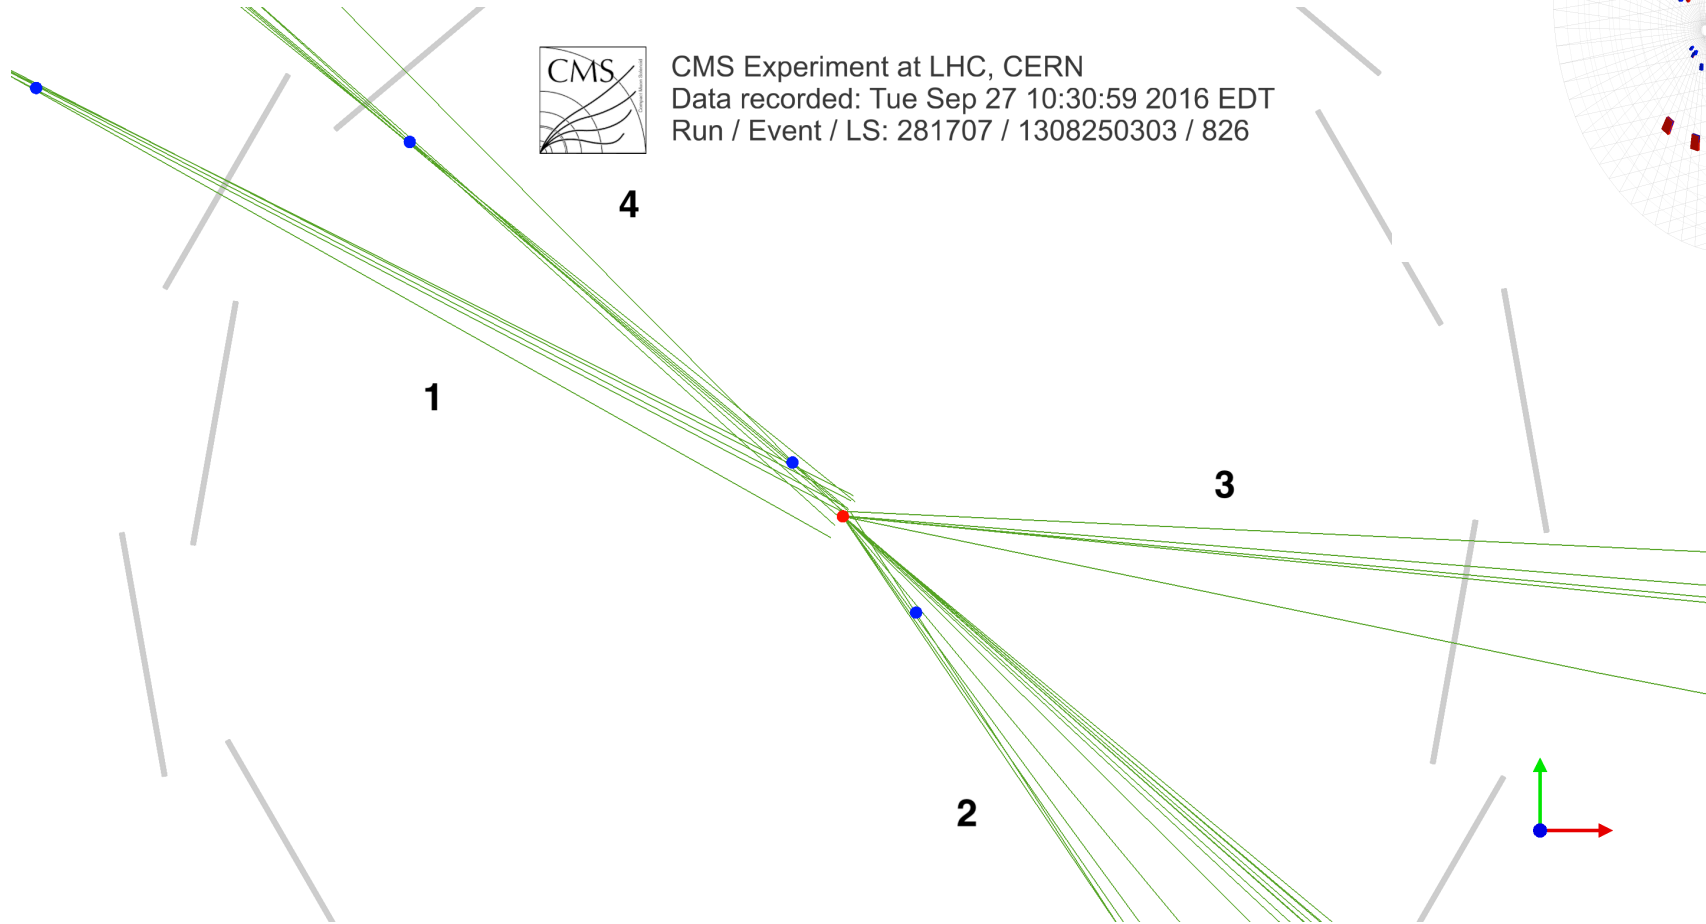 CMS
CMS Experiment at LHC, CERN
Data recorded: Tue Sep 27 10:30:59 2016 EDT
Run / Event / LS: 281707 / 1308250303 / 826
4
1
3
2